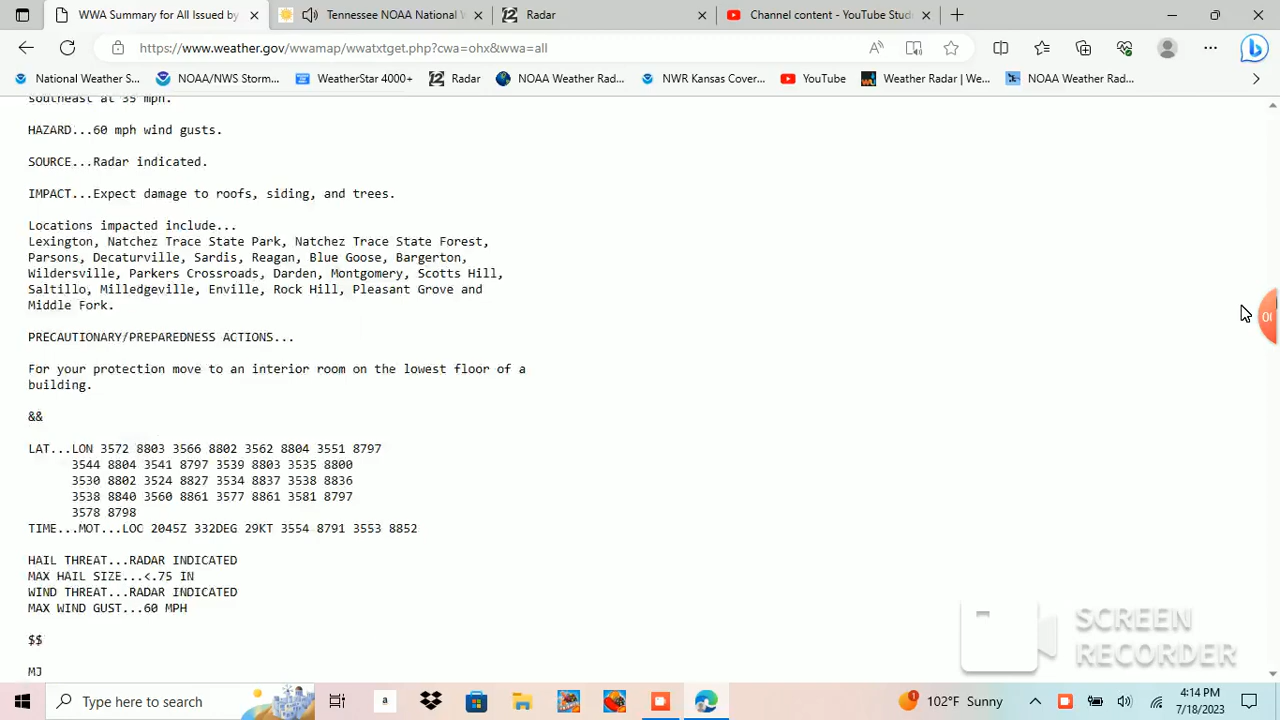 WWA Summary for All Issued by
Tennessee NOAA National W
Radar
Channel content - YouTube Stud
https://www.weather.gov/wwamap/wwatxtget.php?cwa=ohx&wwa=all
National Weather S...
NOAA/NWS Storm...
WeatherStar 4000+
Radar
NOAA Weather Rad...
NWR Kansas Cover...
YouTube
Weather Radar | We...
NOAA Weather Rad...
southeast at 35 mph.
HAZARD...60 mph wind gusts.
SOURCE...Radar indicated.
IMPACT...Expect damage to roofs, siding, and trees.
Locations impacted include...
Lexington, Natchez Trace State Park, Natchez Trace State Forest,
Parsons, Decaturville, Sardis, Reagan, Blue Goose, Bargerton,
Wildersville, Parkers Crossroads, Darden, Montgomery, Scotts Hill,
Saltillo, Milledgeville, Enville, Rock Hill, Pleasant Grove and
Middle Fork.
PRECAUTIONARY/PREPAREDNESS ACTIONS...
For your protection move to an interior room on the lowest floor of a
building.
&&
LAT...LON 3572 8803 3566 8802 3562 8804 3551 8797
3544 8804 3541 8797 3539 8803 3535 8800
3530 8802 3524 8827 3534 8837 3538 8836
3538 8840 3560 8861 3577 8861 3581 8797
3578 8798
TIME...MOT...LOC 2045Z 332DEG 29KT 3554 8791 3553 8852
HAIL THREAT...RADAR INDICATED
MAX HAIL SIZE...<.75 IN
WIND THREAT...RADAR INDICATED
MAX WIND GUST...60 MPH
$$
MJ
SCREEN
RECORDER
Type here to search
102°F Sunny
4:14 PM
7/18/2023